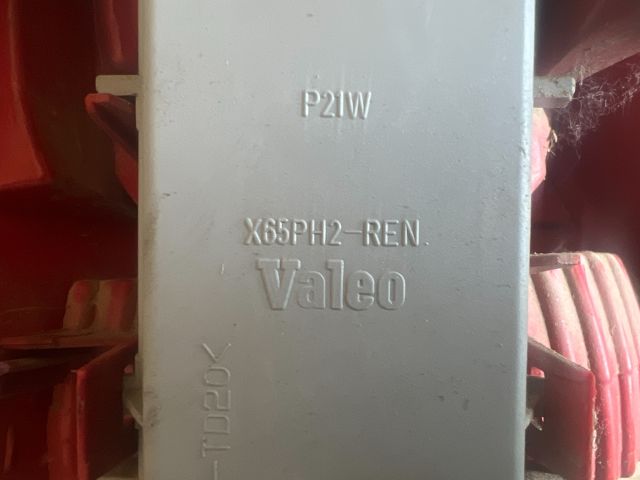 P21W
X65PH2-REN
Valeo
-TD20<